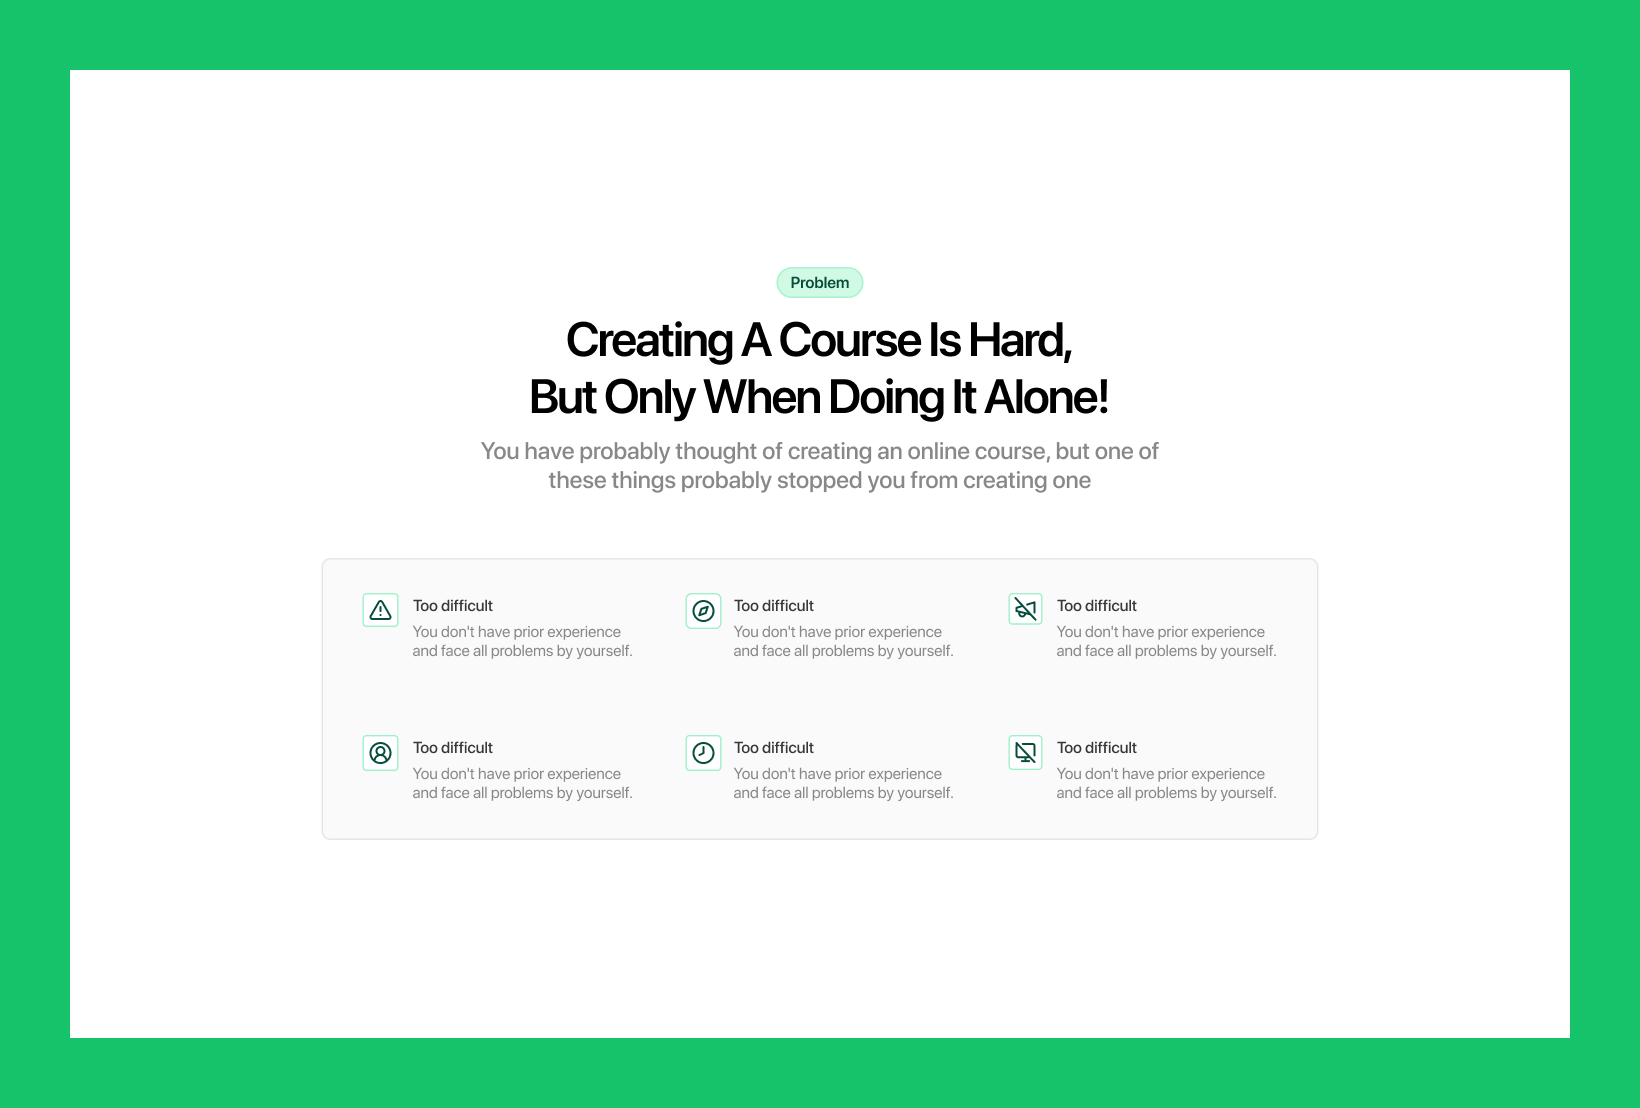 Problem
Creating A Course Is Hard,
But Only When Doing It Alone!
You have probably thought of creating an online course, but one of
these things probably stopped you from creating one
Too difficult
You don't have prior experience
and face all problems by yourself.
Too difficult
You don't have prior experience
and face all problems by yourself.
Too difficult
You don't have prior experience
and face all problems by yourself.
Too difficult
You don't have prior experience
and face all problems by yourself.
Too difficult
You don't have prior experience
and face all problems by yourself.
Too difficult
You don't have prior experience
and face all problems by yourself.